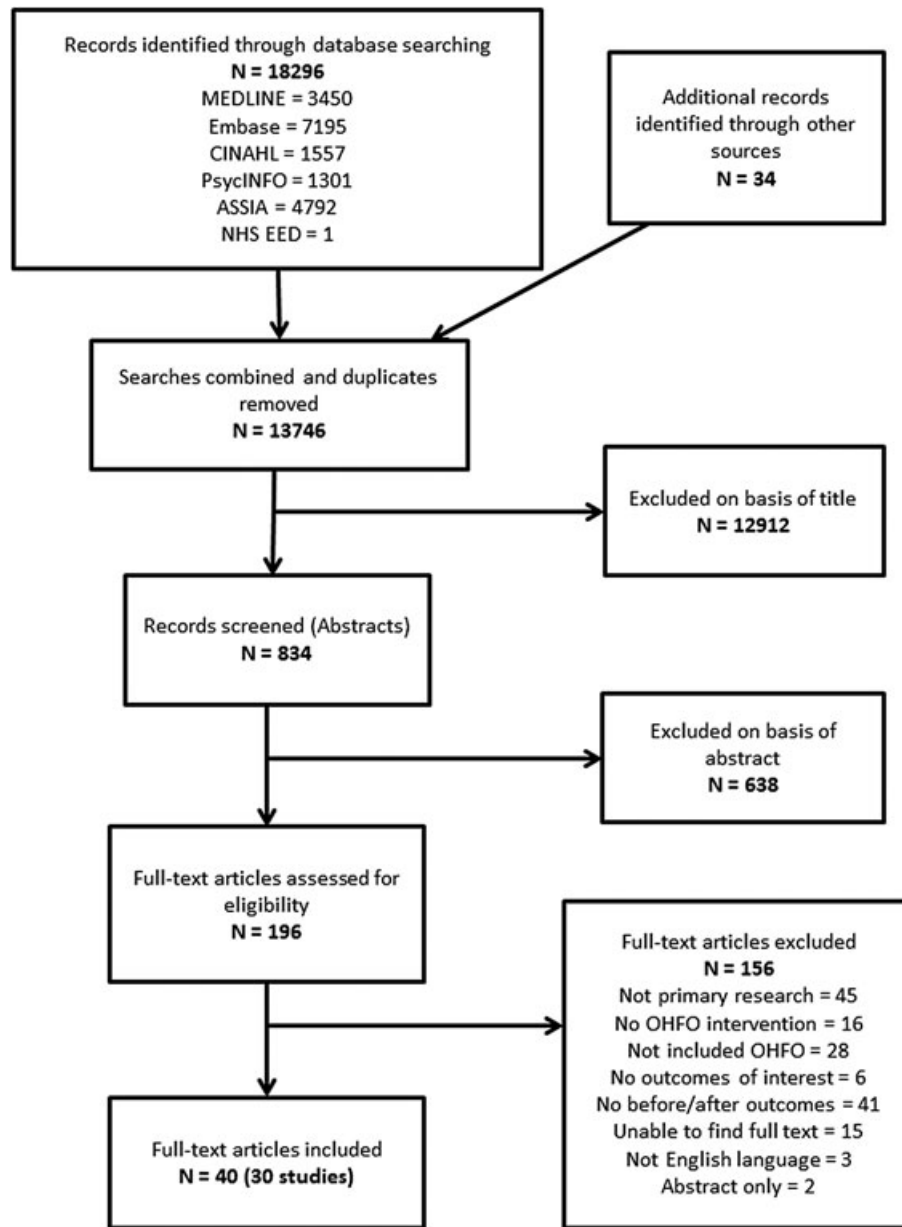 Records identified through database searching
N = 18296
MEDLINE = 3450
Embase = 7195
CINAHL = 1557
PsycINFO = 1301
ASSIA = 4792
NHS EED = 1
Additional records
identified through other
sources
N = 34
Searches combined and duplicates
removed
N = 13746
Excluded on basis of title
N = 12912
Records screened (Abstracts)
N = 834
Excluded on basis of
abstract
N = 638
Full-text articles assessed for
eligibility
N = 196
Full-text articles excluded
N = 156
Not primary research = 45
No OHFO intervention = 16
Not included OHFO = 28
No outcomes of interest = 6
No before/after outcomes = 41
Unable to find full text = 15
Not English language = 3
Abstract only = 2
Full-text articles included
N = 40 (30 studies)